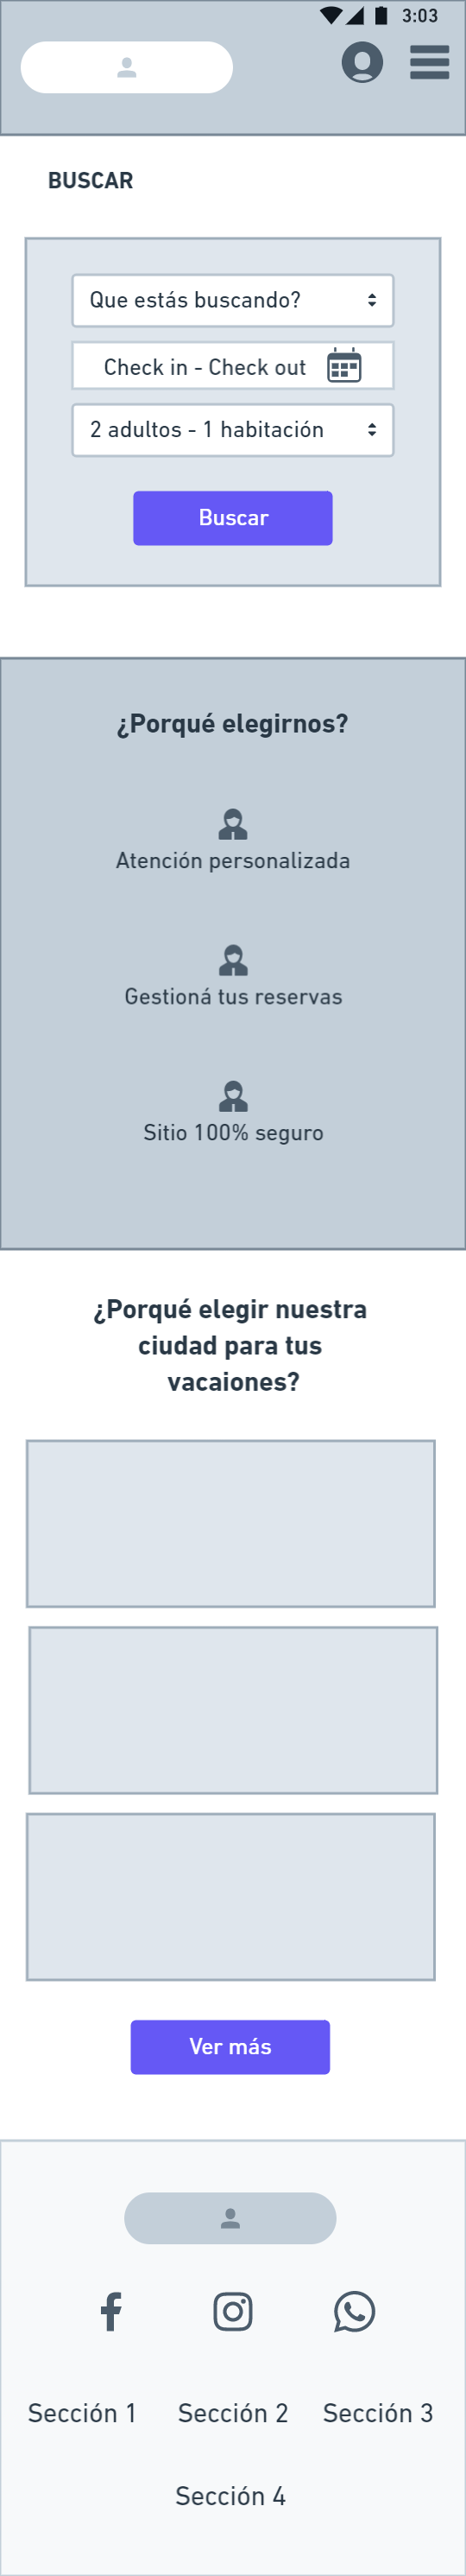 3:03
BUSCAR
Que estás buscando?
Check in - Check out
2 adultos - 1 habitación
Buscar
¿Porqué elegirnos?
Atención personalizada
Gestioná tus reservas
Sitio 100% seguro
¿Porqué elegir nuestra
ciudad para tus
vacaiones?
Ver más
Sección 1 Sección 2 Sección 3
Sección 4